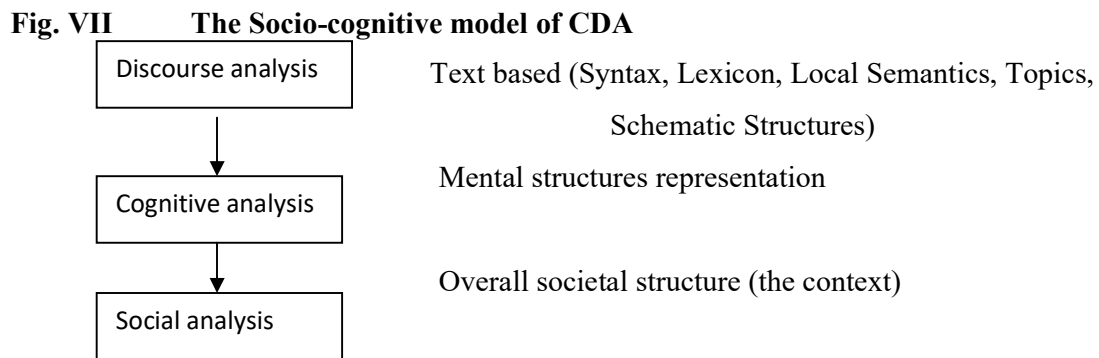 Fig. VII The Socio-cognitive model of CDA
Discourse analysis
Text based (Syntax, Lexicon, Local Semantics, Topics,
Schematic Structures)
Cognitive analysis
Mental structures representation
Social analysis
Overall societal structure (the context)